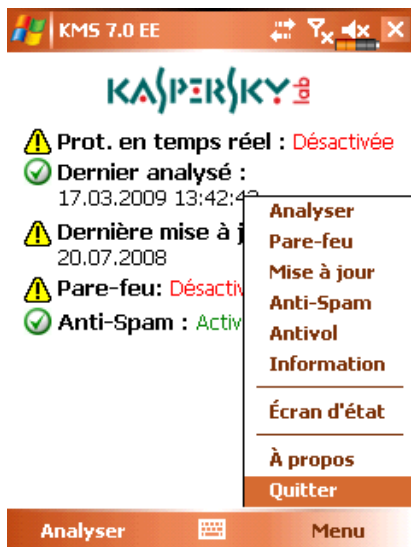 KMS 7.0 EE
KASPERSKY lab
Prot. en temps réel : Désactivée
Dernier analysé :
17.03.2009 13:42:
Dernière mise à j
20.07.2008
Pare-feu: Désactiv
Anti-Spam : Activ
Analyser
Pare-feu
Mise à jour
Anti-Spam
Antivol
Information
Écran d'état
À propos
Quitter
Analyser
Menu